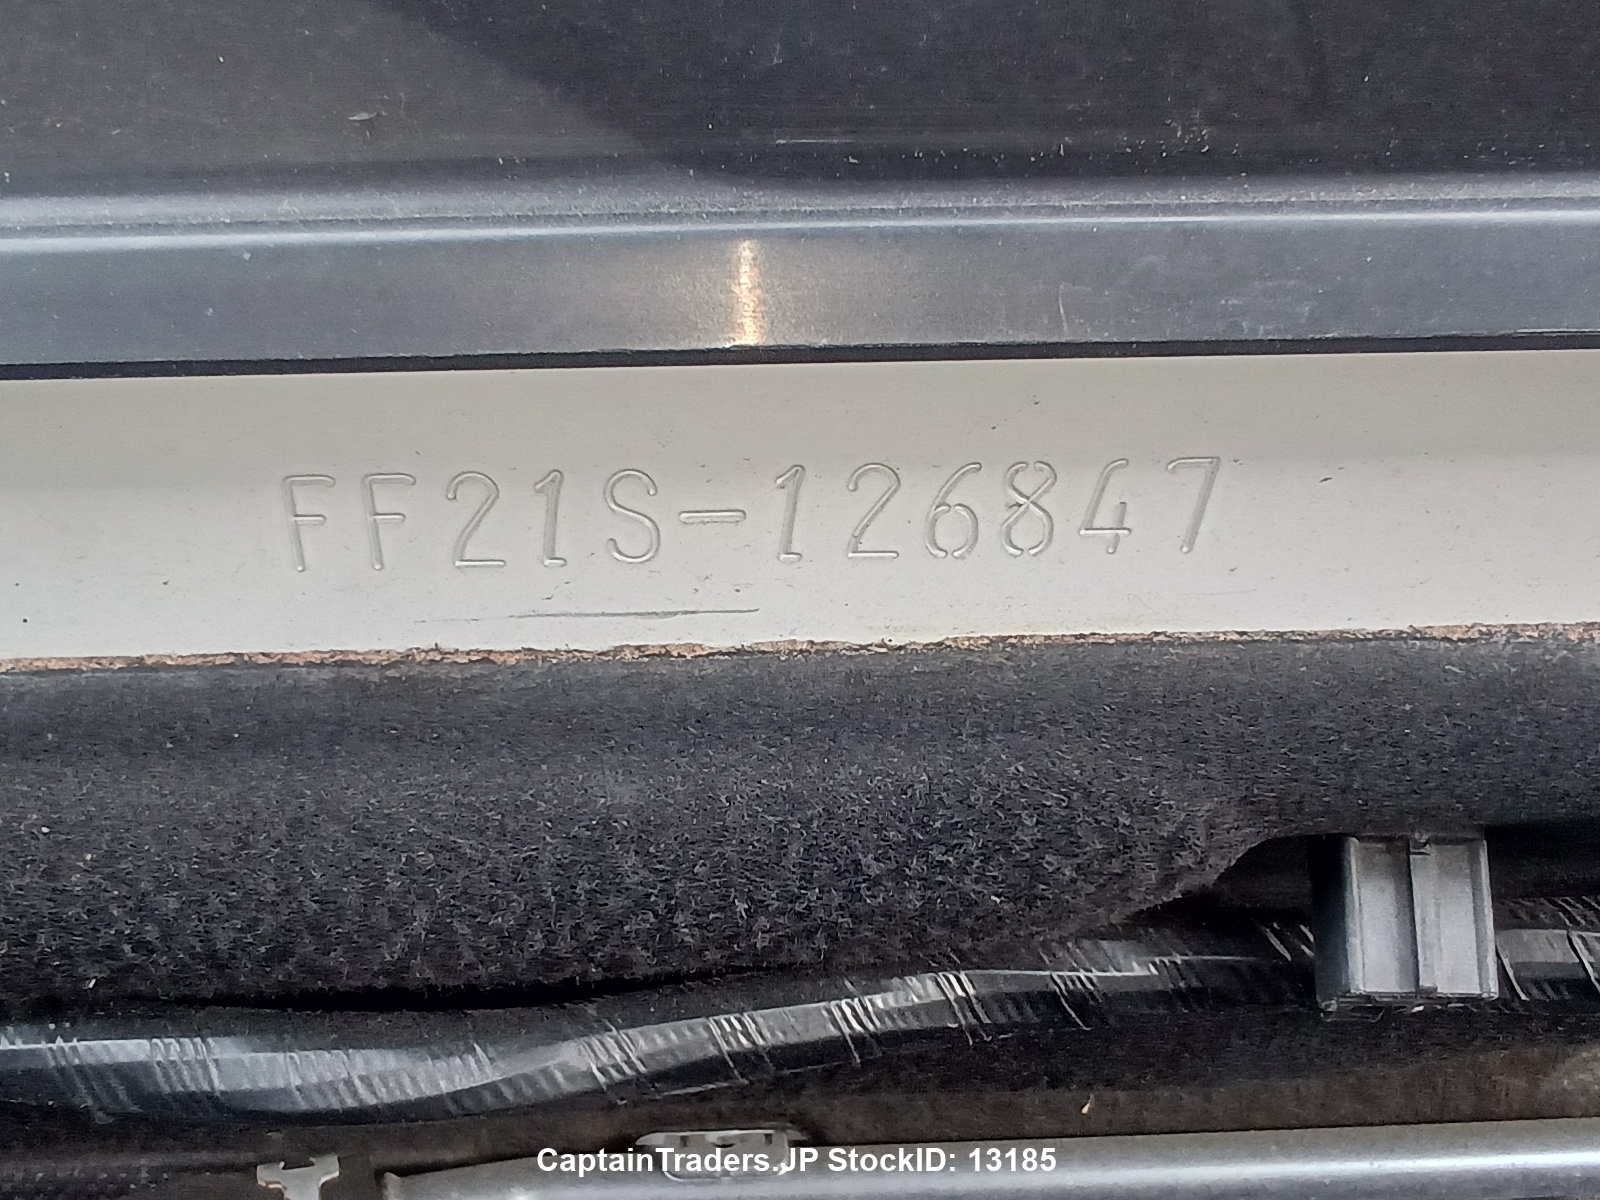 FF21S-126847
CaptainTraders.JP StockID: 13185